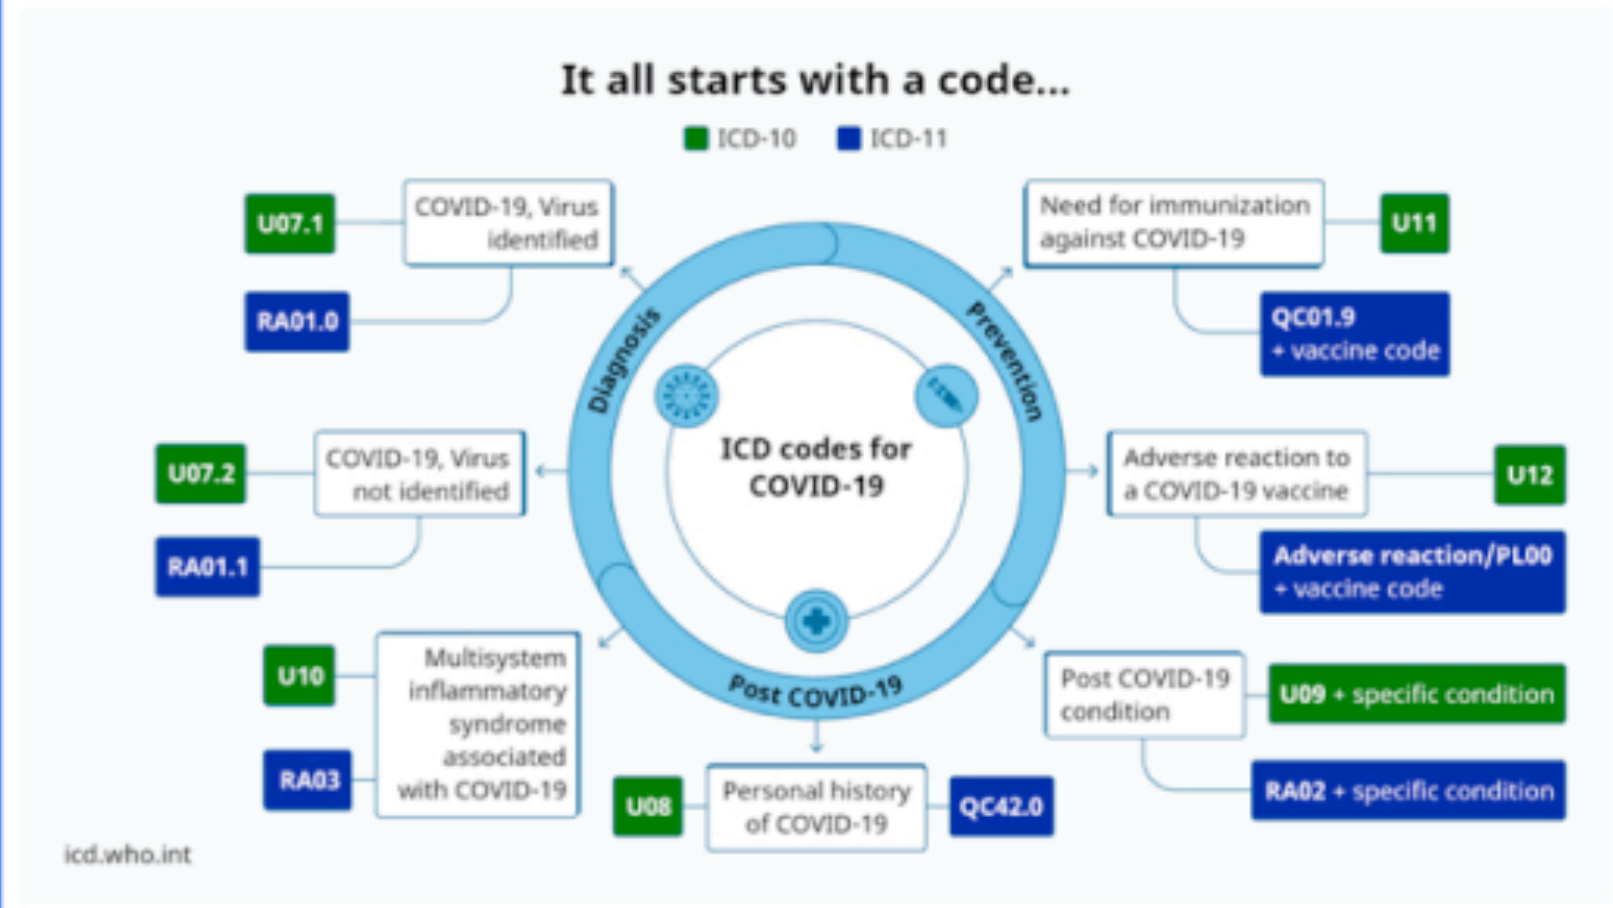 It all starts with a code...
ICD-10
ICD-11
U07.1
COVID-19, Virus
identified
RA01.0
Need for immunization
against COVID-19
U11
QC01.9
+ vaccine code
Diagnosis
Prevention
ICD codes for
COVID-19
U07.2
COVID-19, Virus
not identified
RA01.1
Adverse reaction to
a COVID-19 vaccine
U12
Adverse reaction/PL00
+ vaccine code
U10
Multisystem
inflammatory
syndrome
associated
with COVID-19
RA03
Post COVID-19
Post COVID-19
condition
U09 + specific condition
RA02 + specific condition
U08
Personal history
of COVID-19
QC42.0
icd.who.int